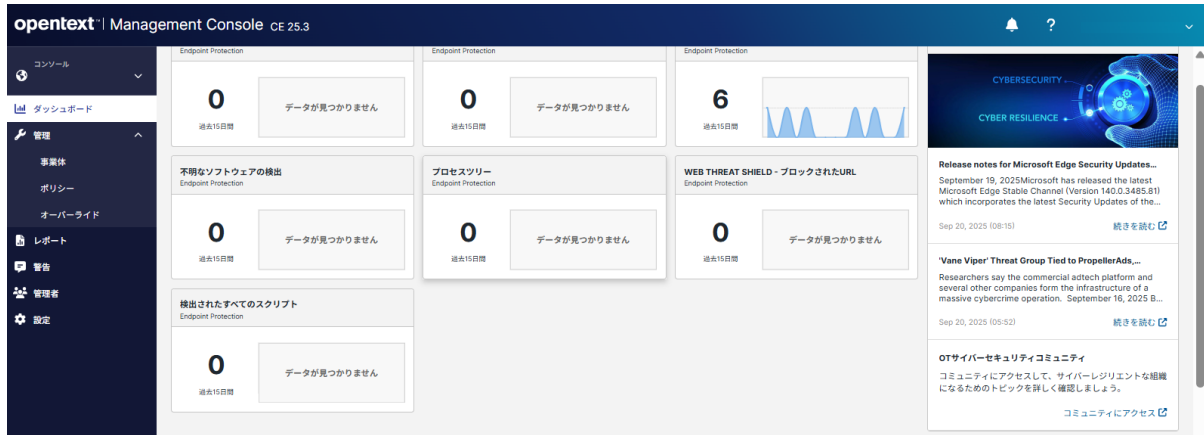 opentext™ | Management Console CE 25.3
?
コンソール
ダッシュボード
管理
事業体
ポリシー
オーバーライド
レポート
警告
管理者
設定
Endpoint Protection
0
過去15日間
データが見つかりません
Endpoint Protection
0
過去15日間
データが見つかりません
Endpoint Protection
6
過去15日間
不明なソフトウェアの検出
Endpoint Protection
0
過去15日間
データが見つかりません
プロセスツリー
Endpoint Protection
0
過去15日間
データが見つかりません
WEB THREAT SHIELD - ブロックされたURL
Endpoint Protection
0
過去15日間
データが見つかりません
検出されたすべてのスクリプト
Endpoint Protection
0
過去15日間
データが見つかりません
CYBERSECURITY
CYBER RESILIENCE
Release notes for Microsoft Edge Security Updates...
September 19, 2025Microsoft has released the latest
Microsoft Edge Stable Channel (Version 140.0.3485.81)
which incorporates the latest Security Updates of the...
Sep 20, 2025 (08:15)
続きを読む
'Vane Viper' Threat Group Tied to PropellerAds,...
Researchers say the commercial adtech platform and
several other companies form the infrastructure of a
massive cybercrime operation. September 16, 2025 B...
Sep 20, 2025 (05:52)
続きを読む
OTサイバーセキュリティコミュニティ
コミュニティにアクセスして、サイバーレジリエントな組織
になるためのトピックを詳しく確認しましょう。
コミュニティにアクセス